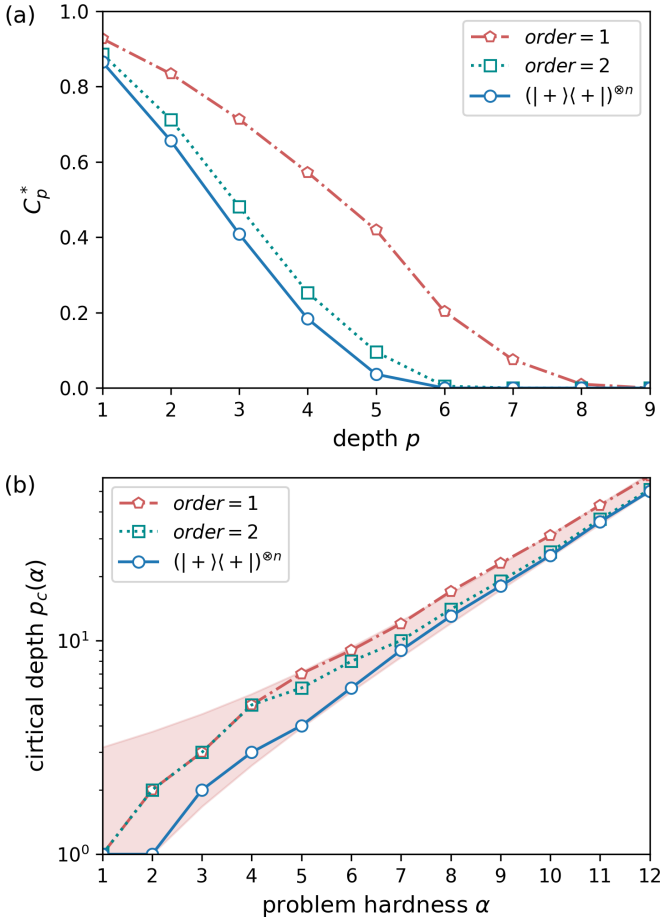 (a)
1.0
0.8
0.6
0.4
0.2
0.0
C*p
order = 1
order = 2
(|+⟩⟨+|)⊗n
1 2 3 4 5 6 7 8 9
depth p
(b)
order = 1
order = 2
(|+⟩⟨+|)⊗n
cirtical depth pc(α)
10¹
10⁰
1 2 3 4 5 6 7 8 9 10 11 12
problem hardness α